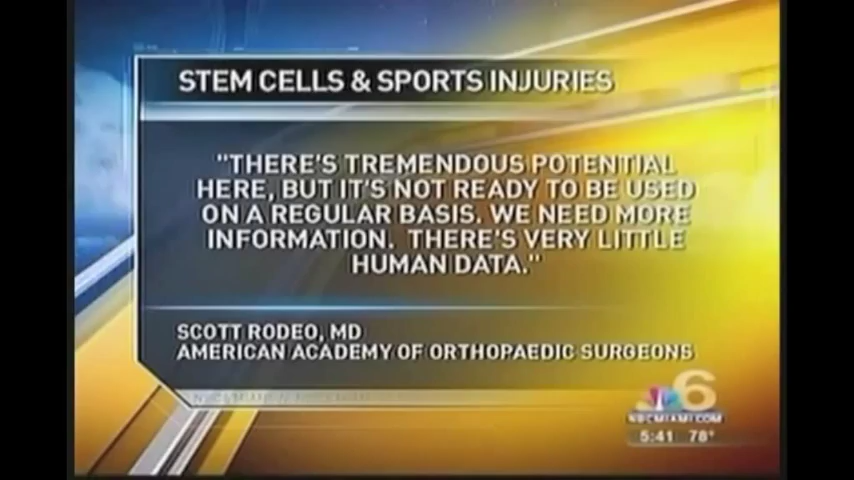 STEM CELLS & SPORTS INJURIES
"THERE'S TREMENDOUS POTENTIAL
HERE, BUT IT'S NOT READY TO BE USED
ON A REGULAR BASIS. WE NEED MORE
INFORMATION. THERE'S VERY LITTLE
HUMAN DATA."
SCOTT RODEO, MD
AMERICAN ACADEMY OF ORTHOPAEDIC SURGEONS
6
NBCMIAMI.COM
5:41 78°